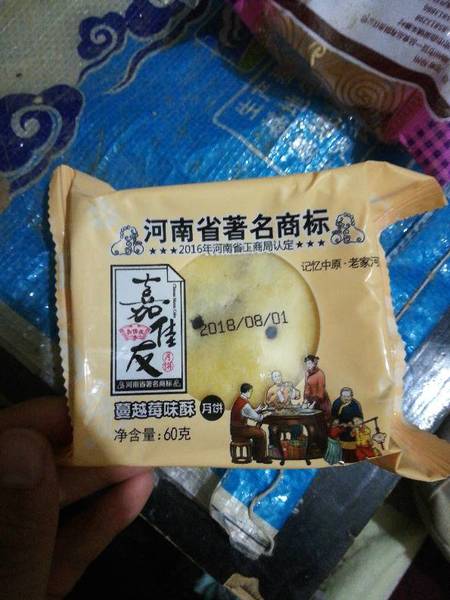 河南省著名商标
★★★2016年河南省工商局认定★★★
记忆中原·老家河
嘉佳友
月饼
河南省著名商标
2018/08/01
蔓越莓味酥
月饼
净含量:60克